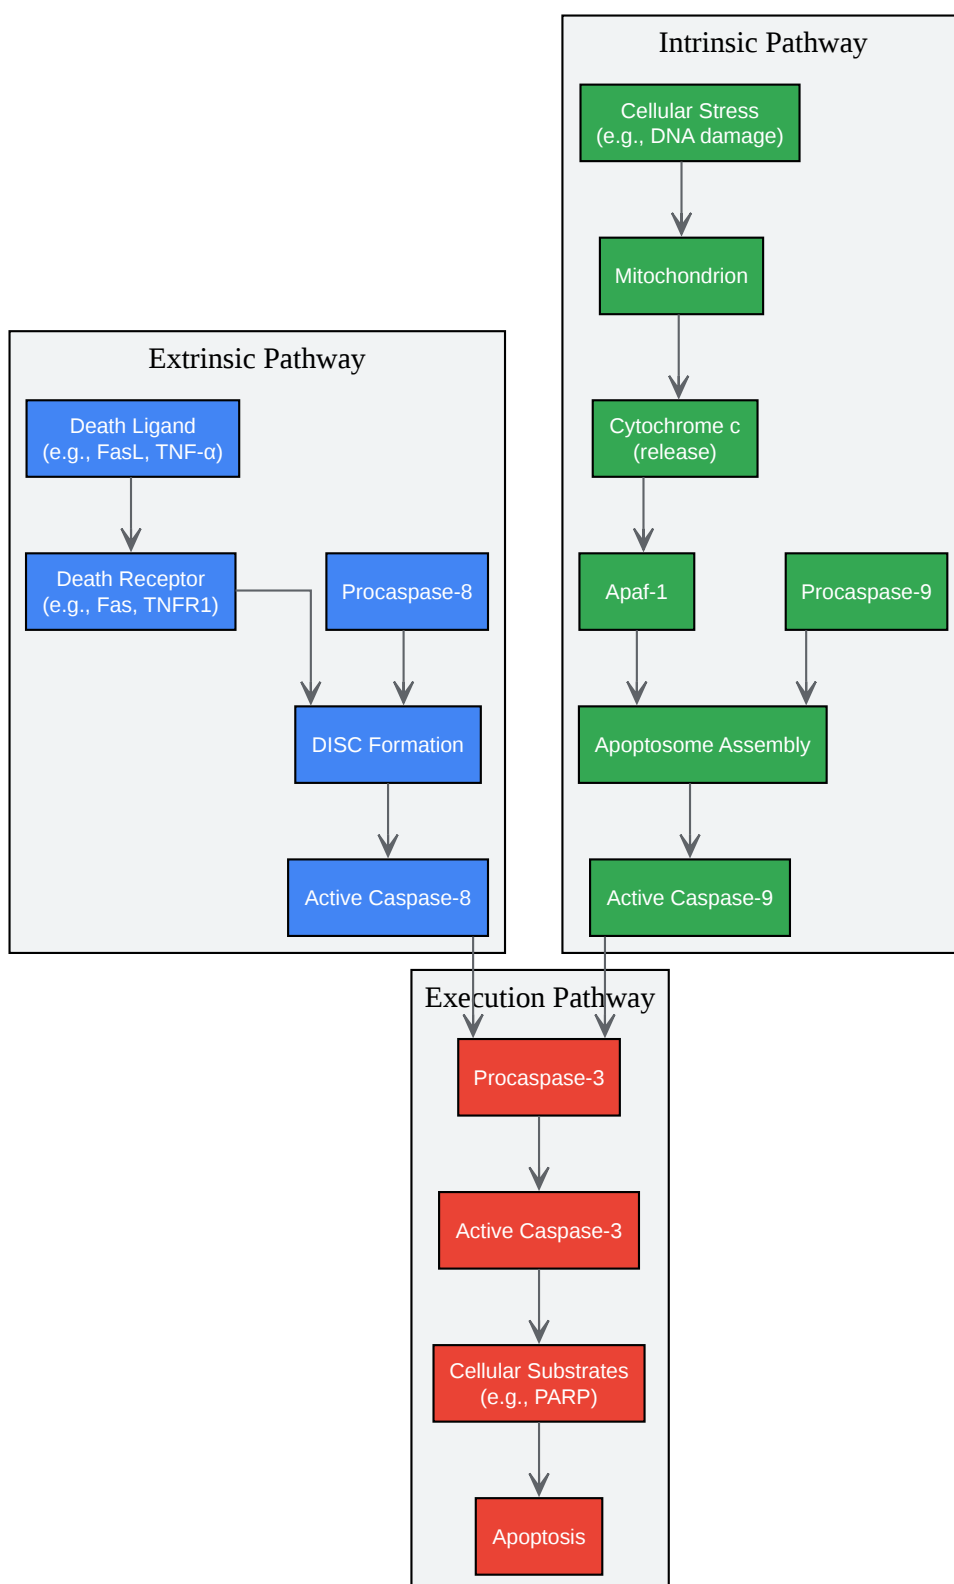 Intrinsic Pathway
Cellular Stress
(e.g., DNA damage)
Mitochondrion
Cytochrome c
(release)
Apaf-1
Procaspase-9
Apoptosome Assembly
Active Caspase-9
Extrinsic Pathway
Death Ligand
(e.g., FasL, TNF-α)
Death Receptor
(e.g., Fas, TNFR1)
Procaspase-8
DISC Formation
Active Caspase-8
Execution Pathway
Procaspase-3
Active Caspase-3
Cellular Substrates
(e.g., PARP)
Apoptosis